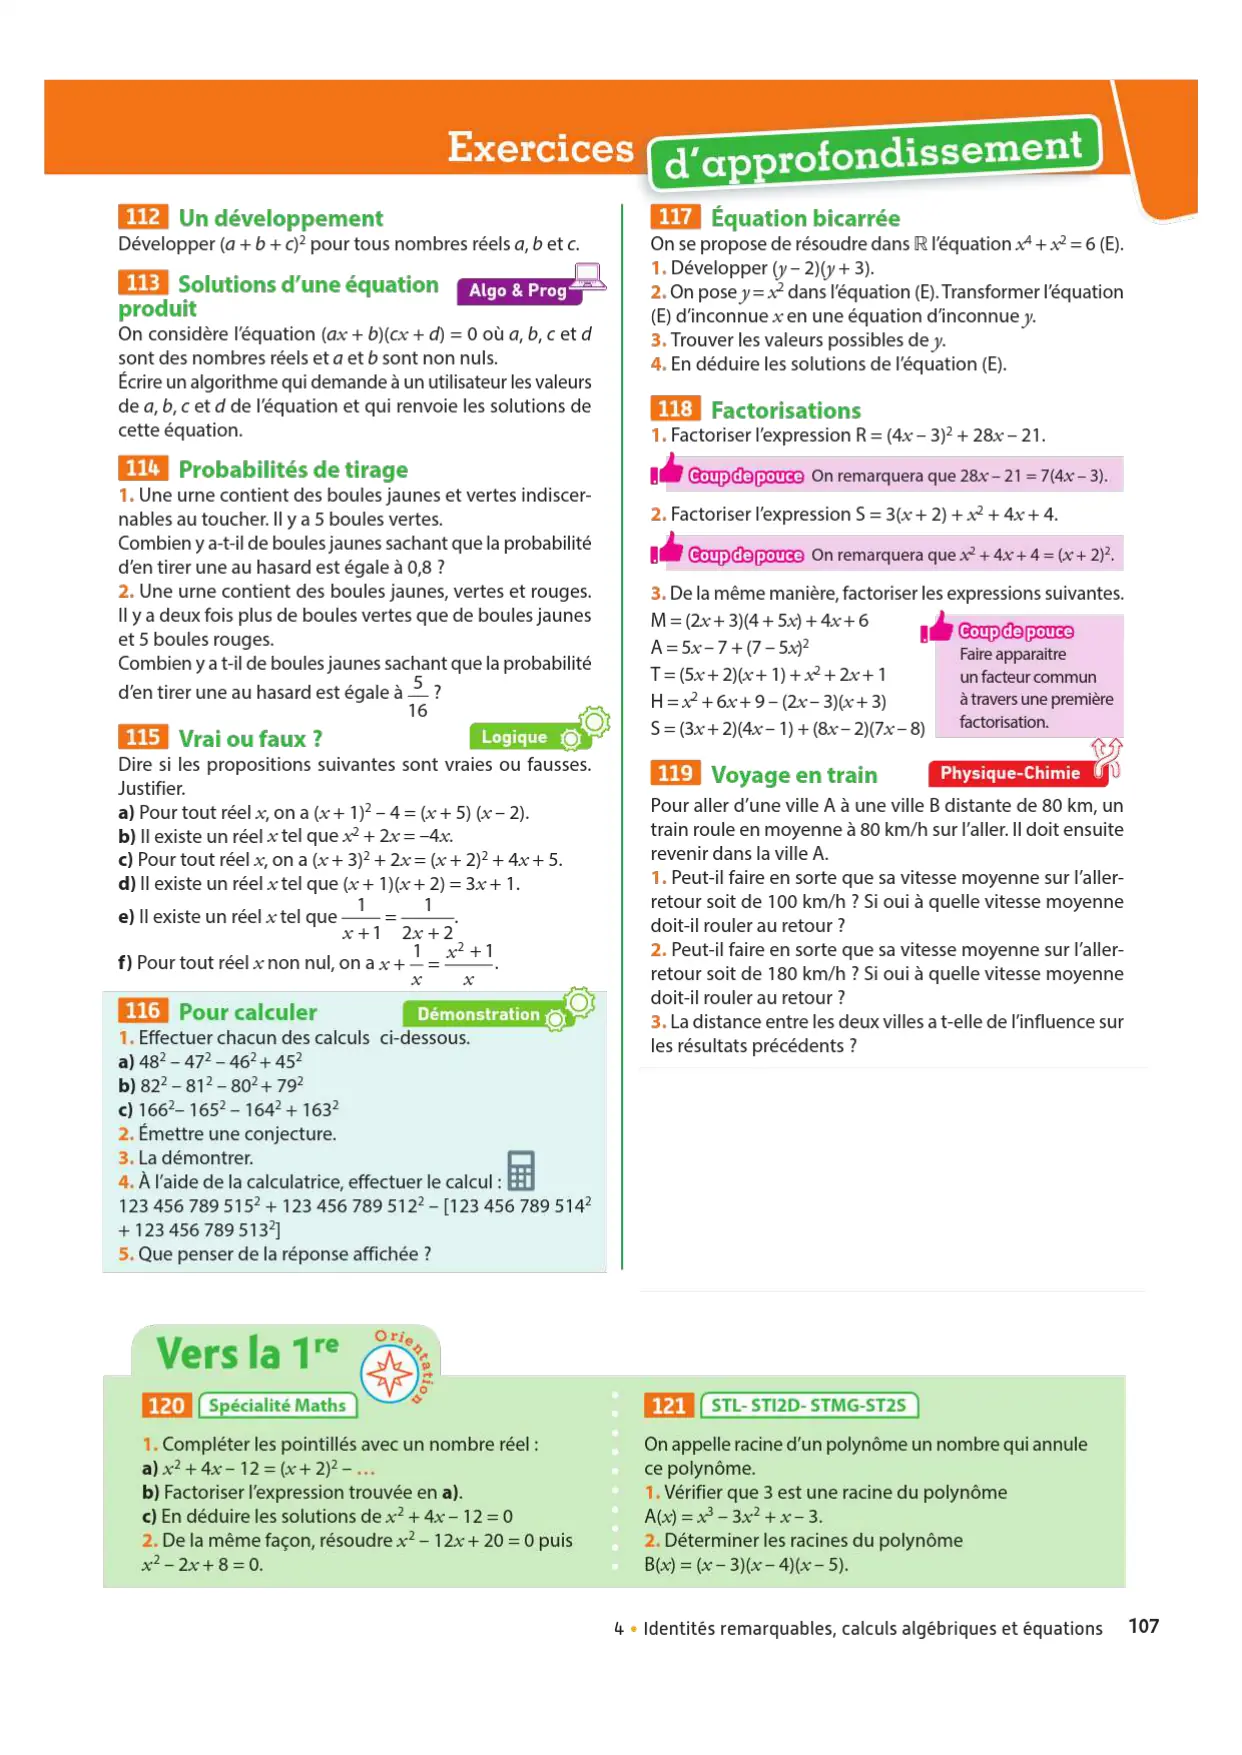 Exercices d'approfondissement
112 Un développement
Développer (a + b + c)² pour tous nombres réels a, b et c.
113 Solutions d'une équation
produit
Algo & Prog
On considère l'équation (ax + b)(cx + d) = 0 où a, b, c et d
sont des nombres réels et a et b sont non nuls.
Écrire un algorithme qui demande à un utilisateur les valeurs
de a, b, c et d de l'équation et qui renvoie les solutions de
cette équation.
114 Probabilités de tirage
1. Une urne contient des boules jaunes et vertes indiscer-
nables au toucher. Il y a 5 boules vertes.
Combien y a-t-il de boules jaunes sachant que la probabilité
d'en tirer une au hasard est égale à 0,8 ?
2. Une urne contient des boules jaunes, vertes et rouges.
Il y a deux fois plus de boules vertes que de boules jaunes
et 5 boules rouges.
Combien y a t-il de boules jaunes sachant que la probabilité
d'en tirer une au hasard est égale à 5/16 ?
115 Vrai ou faux ?
Logique
Dire si les propositions suivantes sont vraies ou fausses.
Justifier.
a) Pour tout réel x, on a (x + 1)² – 4 = (x + 5) (x – 2).
b) Il existe un réel x tel que x² + 2x = –4x.
c) Pour tout réel x, on a (x + 3)² + 2x = (x + 2)² + 4x + 5.
d) Il existe un réel x tel que (x + 1)(x + 2) = 3x + 1.
e) Il existe un réel x tel que 1/(x + 1) = 1/(2x + 2).
f) Pour tout réel x non nul, on a x + 1/x = (x² + 1)/x.
116 Pour calculer
Démonstration
1. Effectuer chacun des calculs ci-dessous.
a) 48² – 47² – 46² + 45²
b) 82² – 81² – 80² + 79²
c) 166² – 165² – 164² + 163²
2. Émettre une conjecture.
3. La démontrer.
4. À l'aide de la calculatrice, effectuer le calcul :
123 456 789 515² + 123 456 789 512² – [123 456 789 514²
+ 123 456 789 513²]
5. Que penser de la réponse affichée ?
117 Équation bicarrée
On se propose de résoudre dans ℝ l'équation x⁴ + x² = 6 (E).
1. Développer (y – 2)(y + 3).
2. On pose y = x² dans l'équation (E). Transformer l'équation
(E) d'inconnue x en une équation d'inconnue y.
3. Trouver les valeurs possibles de y.
4. En déduire les solutions de l'équation (E).
118 Factorisations
1. Factoriser l'expression R = (4x – 3)² + 28x – 21.
Coup de pouce On remarquera que 28x – 21 = 7(4x – 3).
2. Factoriser l'expression S = 3(x + 2) + x² + 4x + 4.
Coup de pouce On remarquera que x² + 4x + 4 = (x + 2)².
3. De la même manière, factoriser les expressions suivantes.
M = (2x + 3)(4 + 5x) + 4x + 6
A = 5x – 7 + (7 – 5x)²
T = (5x + 2)(x + 1) + x² + 2x + 1
H = x² + 6x + 9 – (2x – 3)(x + 3)
S = (3x + 2)(4x – 1) + (8x – 2)(7x – 8)
Coup de pouce
Faire apparaitre
un facteur commun
à travers une première
factorisation.
119 Voyage en train
Physique-Chimie
Pour aller d'une ville A à une ville B distante de 80 km, un
train roule en moyenne à 80 km/h sur l'aller. Il doit ensuite
revenir dans la ville A.
1. Peut-il faire en sorte que sa vitesse moyenne sur l'aller-
retour soit de 100 km/h ? Si oui à quelle vitesse moyenne
doit-il rouler au retour ?
2. Peut-il faire en sorte que sa vitesse moyenne sur l'aller-
retour soit de 180 km/h ? Si oui à quelle vitesse moyenne
doit-il rouler au retour ?
3. La distance entre les deux villes a t-elle de l'influence sur
les résultats précédents ?
Vers la 1re
Orientation
120 Spécialité Maths
1. Compléter les pointillés avec un nombre réel :
a) x² + 4x – 12 = (x + 2)² – ...
b) Factoriser l'expression trouvée en a).
c) En déduire les solutions de x² + 4x – 12 = 0
2. De la même façon, résoudre x² – 12x + 20 = 0 puis
x² – 2x + 8 = 0.
121 STL- STI2D- STMG-ST2S
On appelle racine d'un polynôme un nombre qui annule
ce polynôme.
1. Vérifier que 3 est une racine du polynôme
A(x) = x³ – 3x² + x – 3.
2. Déterminer les racines du polynôme
B(x) = (x – 3)(x – 4)(x – 5).
4 • Identités remarquables, calculs algébriques et équations 107